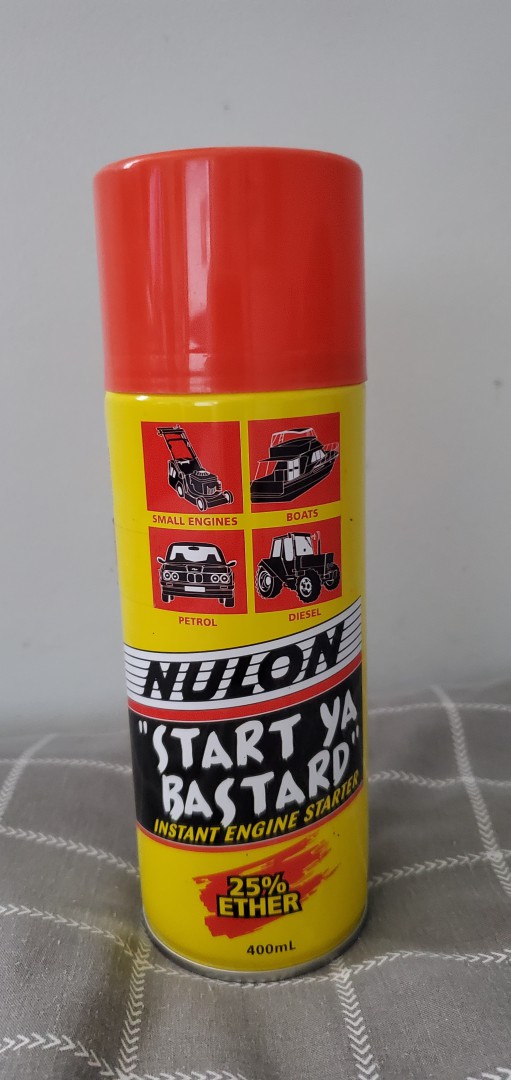 SMALL ENGINES
BOATS
PETROL
DIESEL
NULON
"START YA
BASTARD"
INSTANT ENGINE STARTER
25%
ETHER
400mL